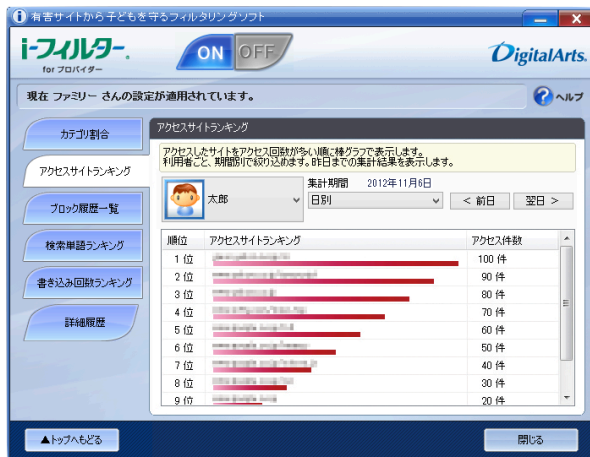 有害サイトから子どもを守るフィルタリングソフト
i-フィルター.
for プロバイダー
ON OFF
DigitalArts.
現在 ファミリー さんの設定が適用されています。
ヘルプ
カテゴリ割合
アクセスサイトランキング
ブロック履歴一覧
検索単語ランキング
書き込み回数ランキング
詳細履歴
アクセスサイトランキング
アクセスしたサイトをアクセス回数が多い順に棒グラフで表示します。
利用者ごと、期間別で絞り込めます。昨日までの集計結果を表示します。
太郎
集計期間 2012年11月6日
日別
< 前日 翌日 >
順位 アクセスサイトランキング アクセス件数
1 位 100 件
2 位 90 件
3 位 80 件
4 位 70 件
5 位 60 件
6 位 50 件
7 位 40 件
8 位 30 件
9 位 20 件
▲トップへもどる
閉じる